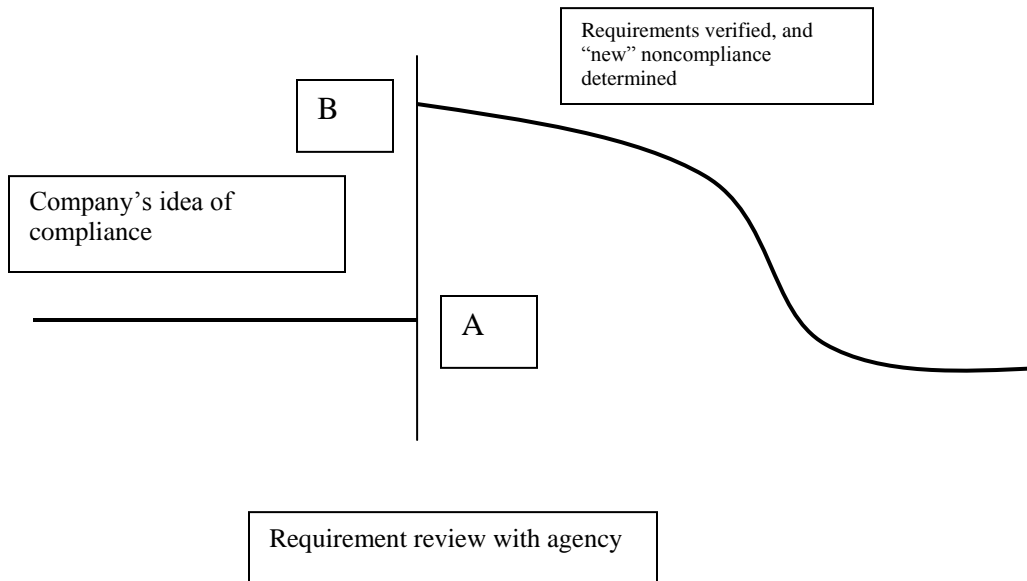 Requirements verified, and
“new” noncompliance
determined
B
Company’s idea of
compliance
A
Requirement review with agency